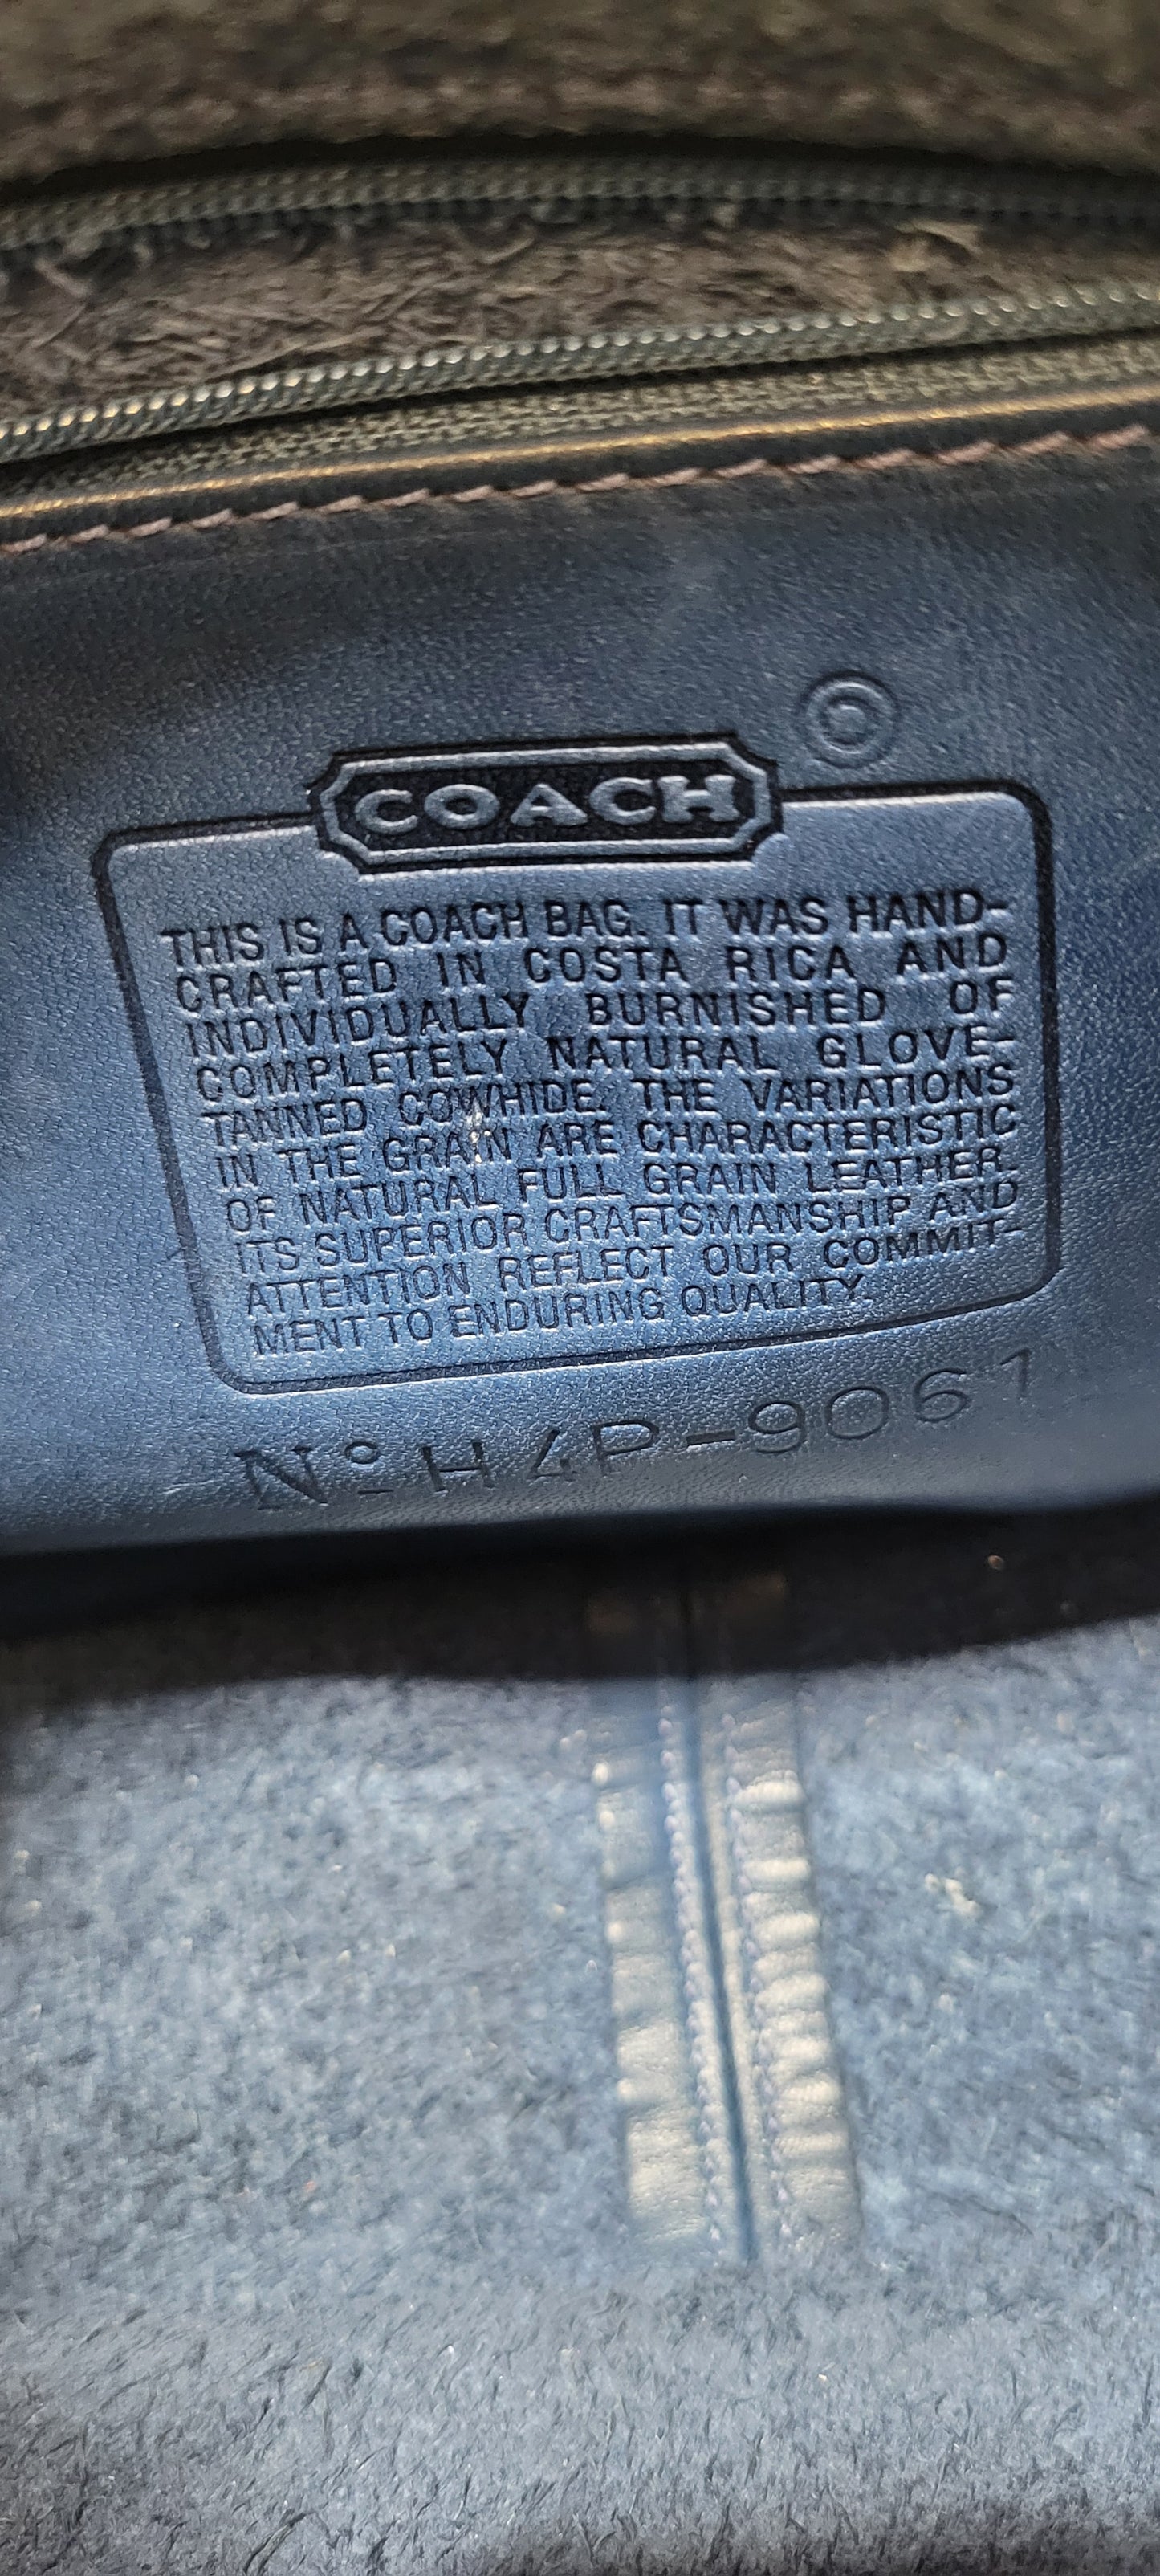 ©
COACH
THIS IS A COACH BAG. IT WAS HAND-
CRAFTED IN COSTA RICA AND
INDIVIDUALLY BURNISHED OF
COMPLETELY NATURAL GLOVE-
TANNED COWHIDE. THE VARIATIONS
IN THE GRAIN ARE CHARACTERISTIC
OF NATURAL FULL GRAIN LEATHER.
ITS SUPERIOR CRAFTSMANSHIP AND
ATTENTION REFLECT OUR COMMIT-
MENT TO ENDURING QUALITY.
Nº H4P-9061